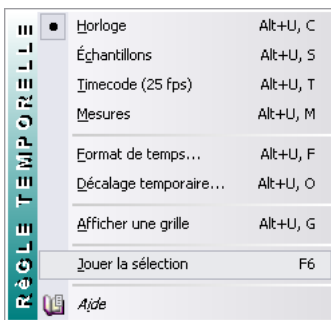 RèGLE TEMPORELLE
Horloge Alt+U, C
Échantillons Alt+U, S
Timecode (25 fps) Alt+U, T
Mesures Alt+U, M
Format de temps... Alt+U, F
Décalage temporaire... Alt+U, O
Afficher une grille Alt+U, G
Jouer la sélection F6
Aide